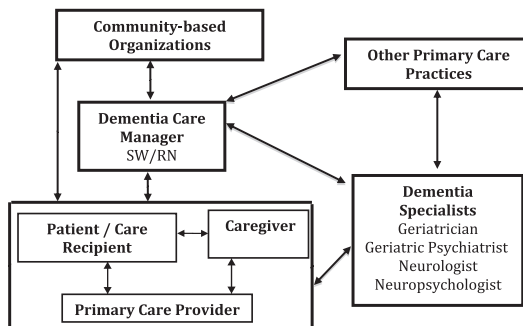 Community-based
Organizations
Other Primary Care
Practices
Dementia Care
Manager
SW/RN
Dementia
Specialists
Geriatrician
Geriatric Psychiatrist
Neurologist
Neuropsychologist
Patient / Care
Recipient
Caregiver
Primary Care Provider